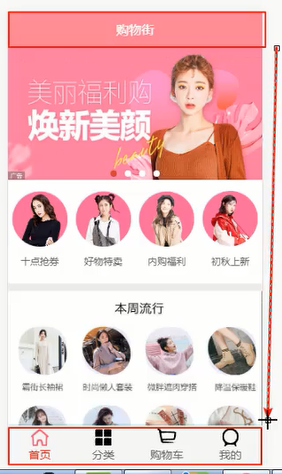 购物街
美丽福利购
焕新美颜
beauty
广告
十点抢券 好物特卖 内购福利 初秋上新
本周流行
霸街长袖裙 时尚懒人套装 微胖遮肉穿搭 降温保暖鞋
首页 分类 购物车 我的